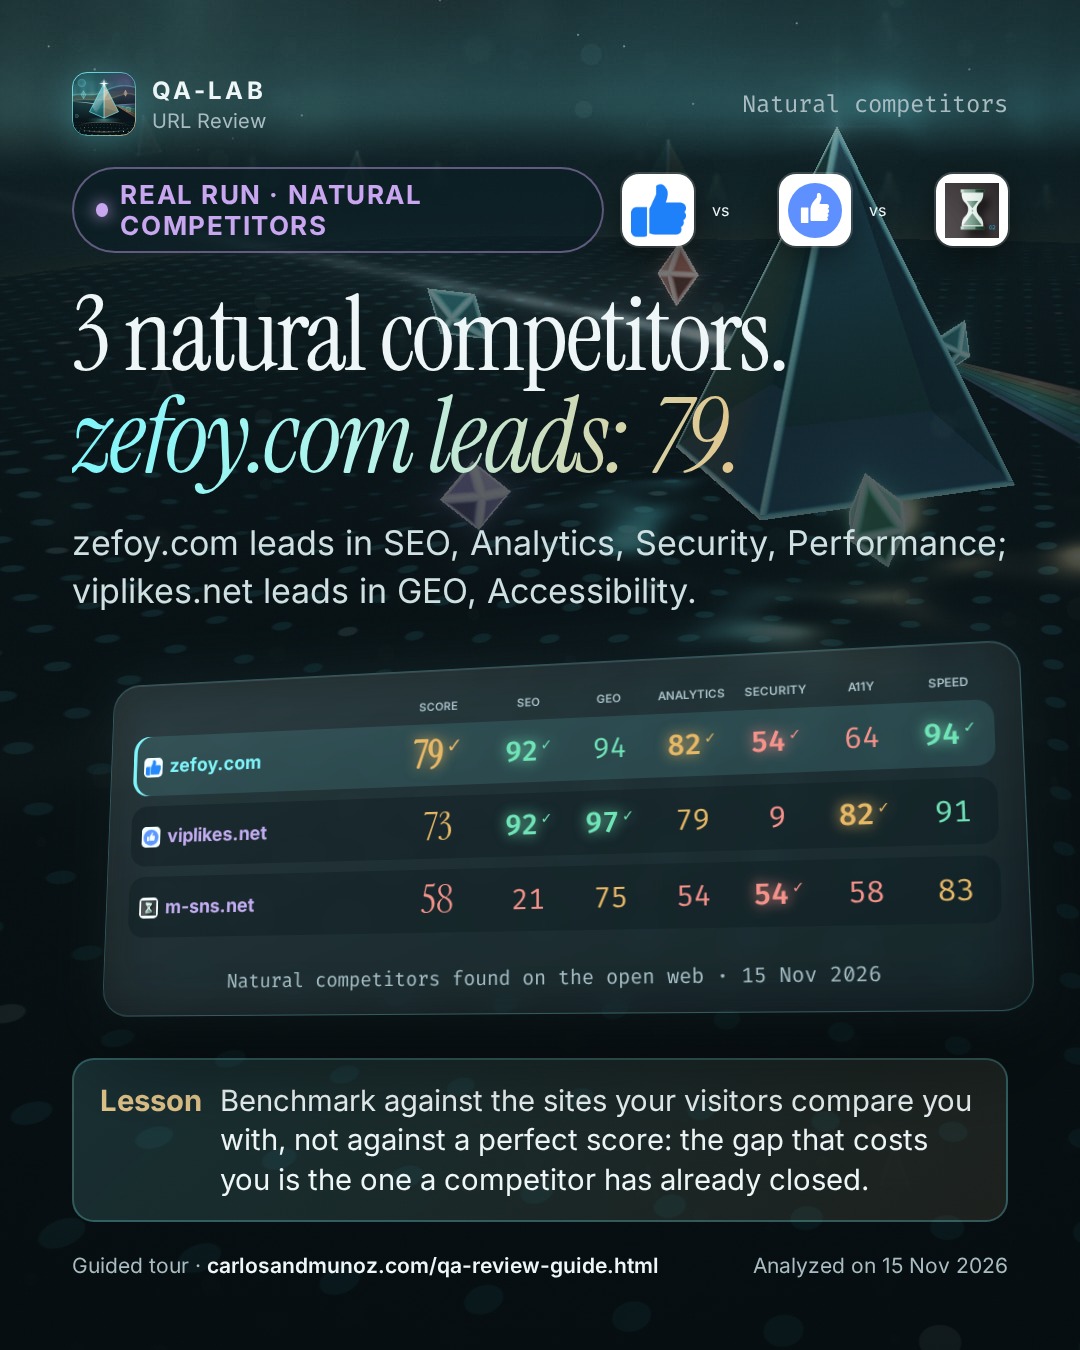 QA-LAB
URL Review
Natural competitors
REAL RUN · NATURAL
COMPETITORS
vs
vs
3 natural competitors.
zefoy.com leads: 79.
zefoy.com leads in SEO, Analytics, Security, Performance;
viplikes.net leads in GEO, Accessibility.
SCORE SEO GEO ANALYTICS SECURITY A11Y SPEED
zefoy.com 79✓ 92✓ 94 82✓ 54✓ 64 94✓
viplikes.net 73 92✓ 97✓ 79 9 82✓ 91
m-sns.net 58 21 75 54 54✓ 58 83
Natural competitors found on the open web · 15 Nov 2026
Lesson Benchmark against the sites your visitors compare you
with, not against a perfect score: the gap that costs
you is the one a competitor has already closed.
Guided tour · carlosandmunoz.com/qa-review-guide.html
Analyzed on 15 Nov 2026